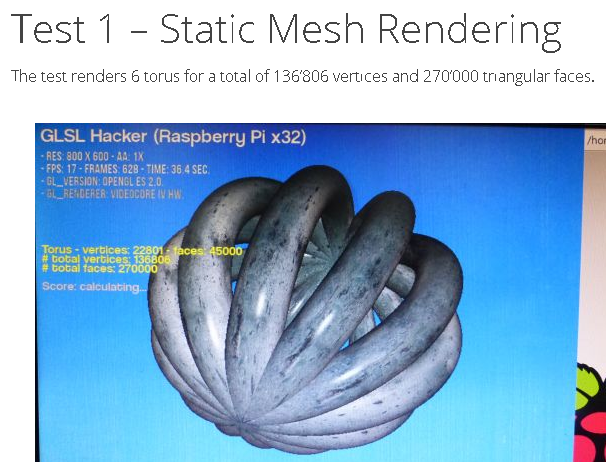 Test 1 – Static Mesh Rendering
The test renders 6 torus for a total of 136’806 vertices and 270’000 triangular faces.
GLSL Hacker (Raspberry Pi x32)
- RES: 800 X 600 - AA: 1X
- FPS: 17 - FRAMES: 628 - TIME: 36.4 SEC.
- GL_VERSION: OPENGL ES 2.0.
- GL_RENDERER: VIDEOCORE IV HW.
Torus - vertices: 22801 - faces: 45000
# total vertices: 136806
# total faces: 270000
Score: calculating...
/ho